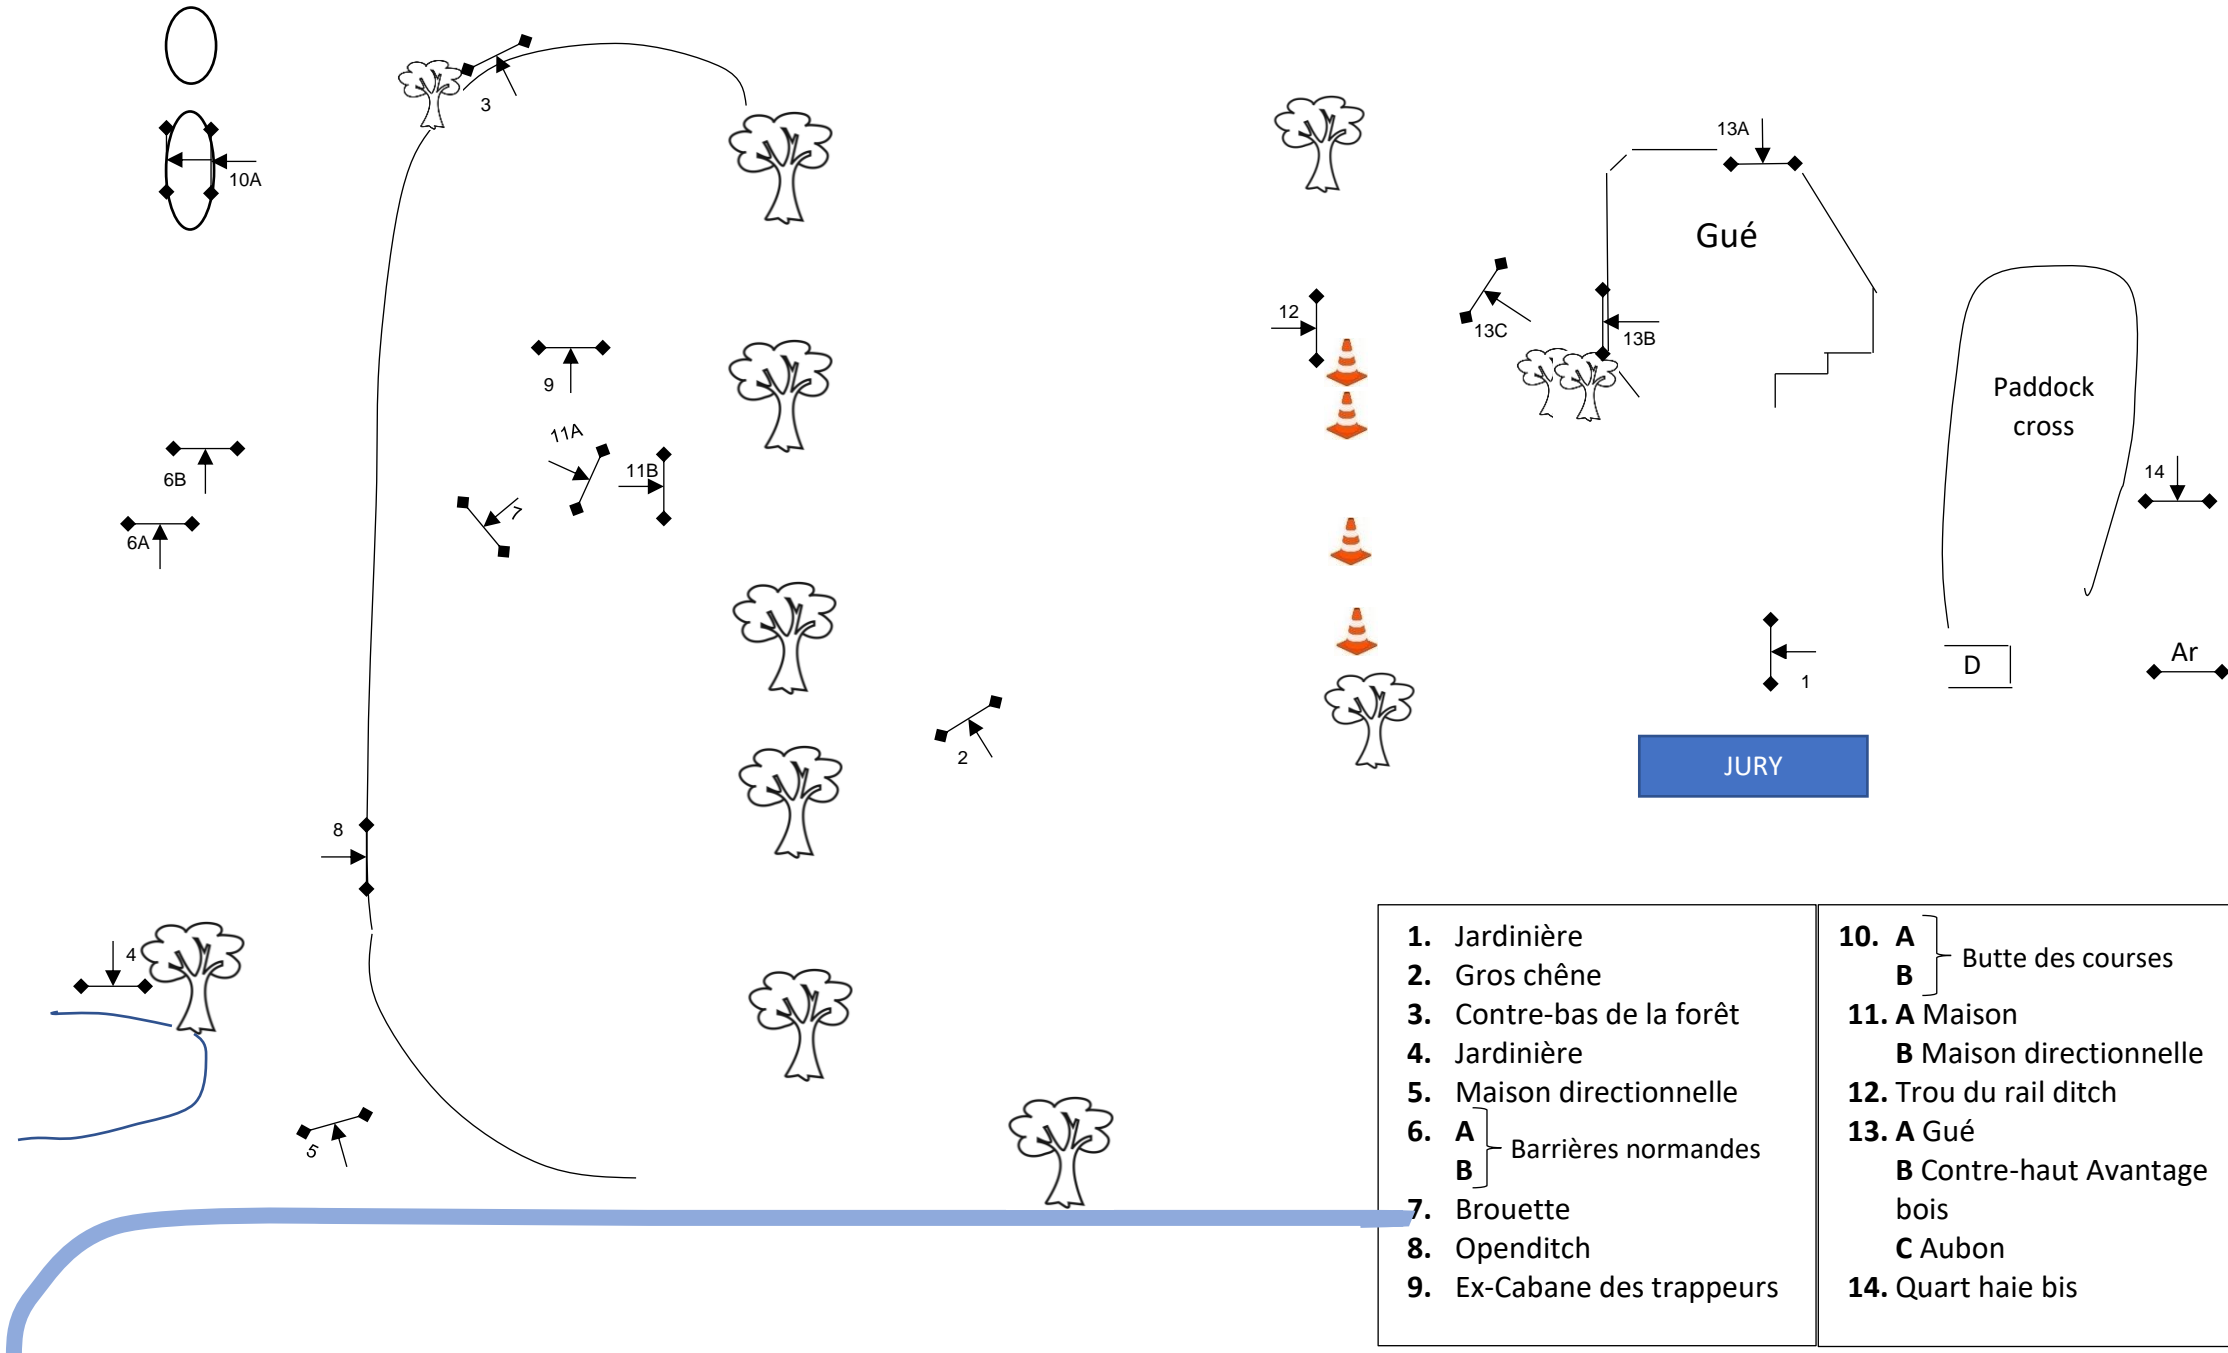 3
13A
10A
Gué
12
13C
13B
9
Paddock
cross
11A
11B
14
6B
7
6A
Ar
D
1
2
JURY
8
4
5
1. Jardinière
2. Gros chêne
3. Contre-bas de la forêt
4. Jardinière
5. Maison directionnelle
6. A
B
Barrières normandes
7. Brouette
8. Openditch
9. Ex-Cabane des trappeurs
10. A
B
Butte des courses
11. A Maison
B Maison directionnelle
12. Trou du rail ditch
13. A Gué
B Contre-haut Avantage
bois
C Aubon
14. Quart haie bis